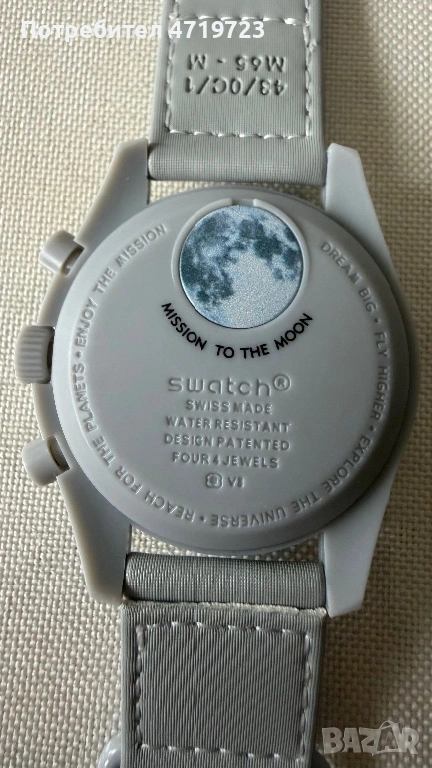 Потребител 4719723
43/0C/1
M65 - M
DREAM BIG • FLY HIGHER • EXPLORE THE UNIVERSE • REACH FOR THE PLANETS • ENJOY THE MISSION
MISSION TO THE MOON
swatch®
SWISS MADE
WATER RESISTANT
DESIGN PATENTED
FOUR 4 JEWELS
BAZAR